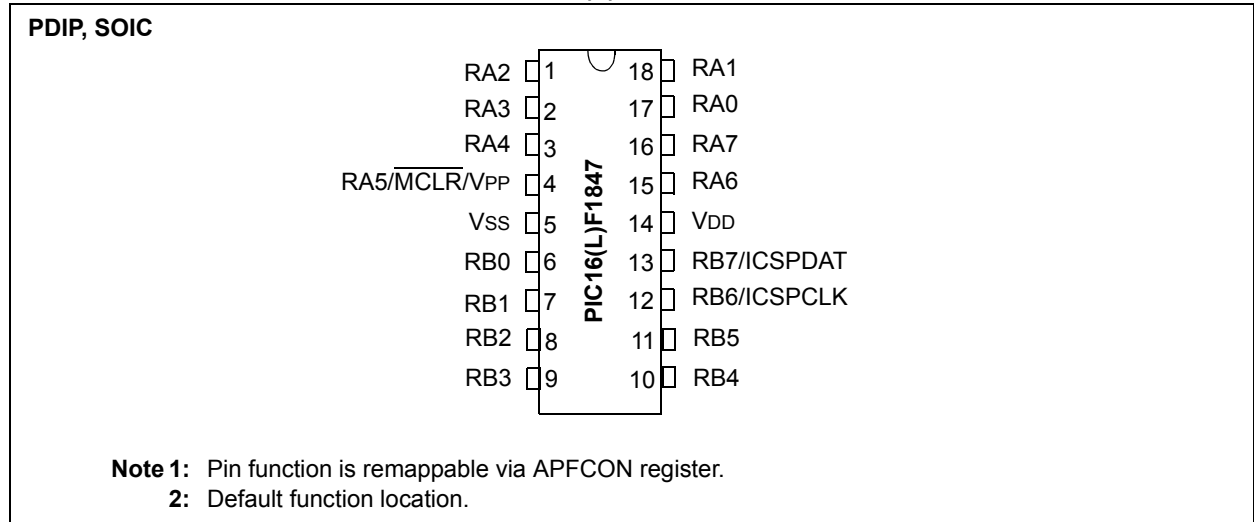 PDIP, SOIC
RA2 1 18 RA1
RA3 2 17 RA0
RA4 3 16 RA7
RA5/MCLR/VPP 4 15 RA6
VSS 5 14 VDD
RB0 6 13 RB7/ICSPDAT
RB1 7 12 RB6/ICSPCLK
RB2 8 11 RB5
RB3 9 10 RB4
PIC16(L)F1847
Note 1: Pin function is remappable via APFCON register.
2: Default function location.